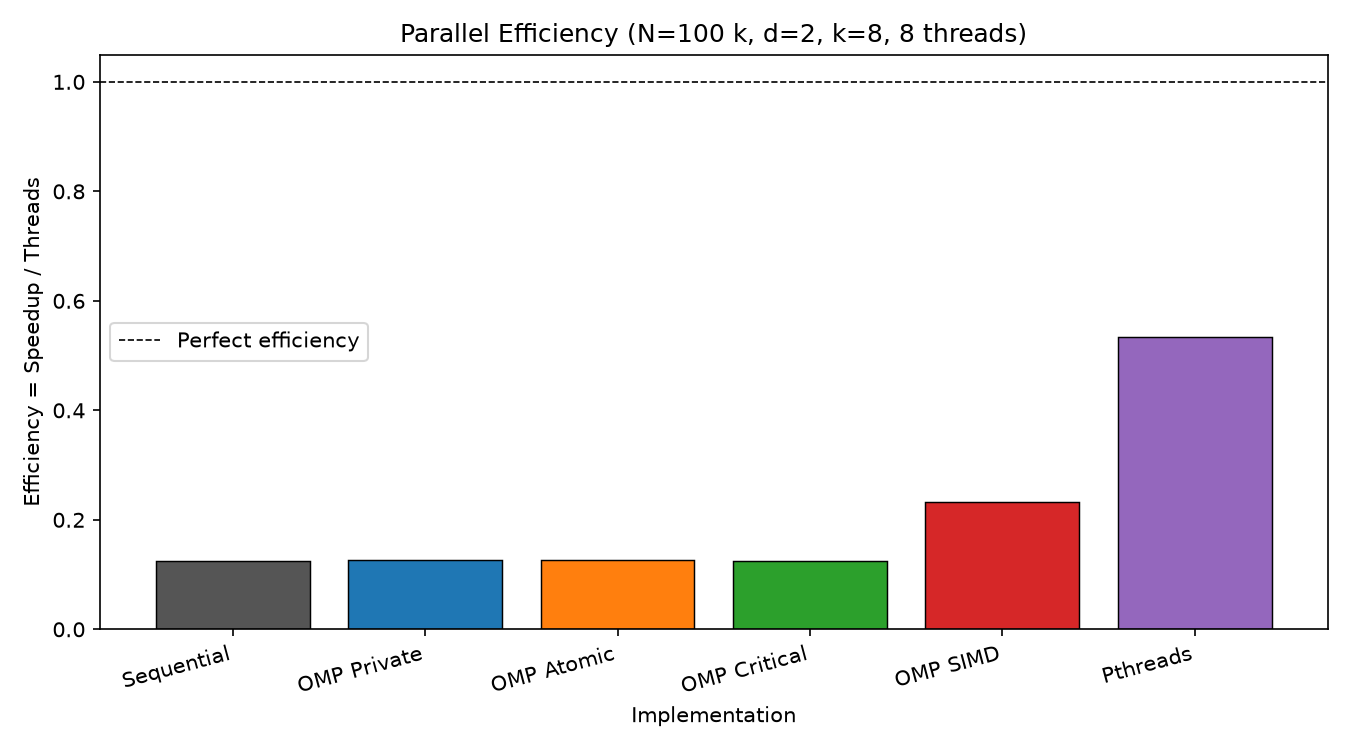 Parallel Efficiency (N=100 k, d=2, k=8, 8 threads)
Efficiency = Speedup / Threads
1.0
0.8
0.6
0.4
0.2
0.0
Perfect efficiency
Sequential
OMP Private
OMP Atomic
OMP Critical
OMP SIMD
Pthreads
Implementation